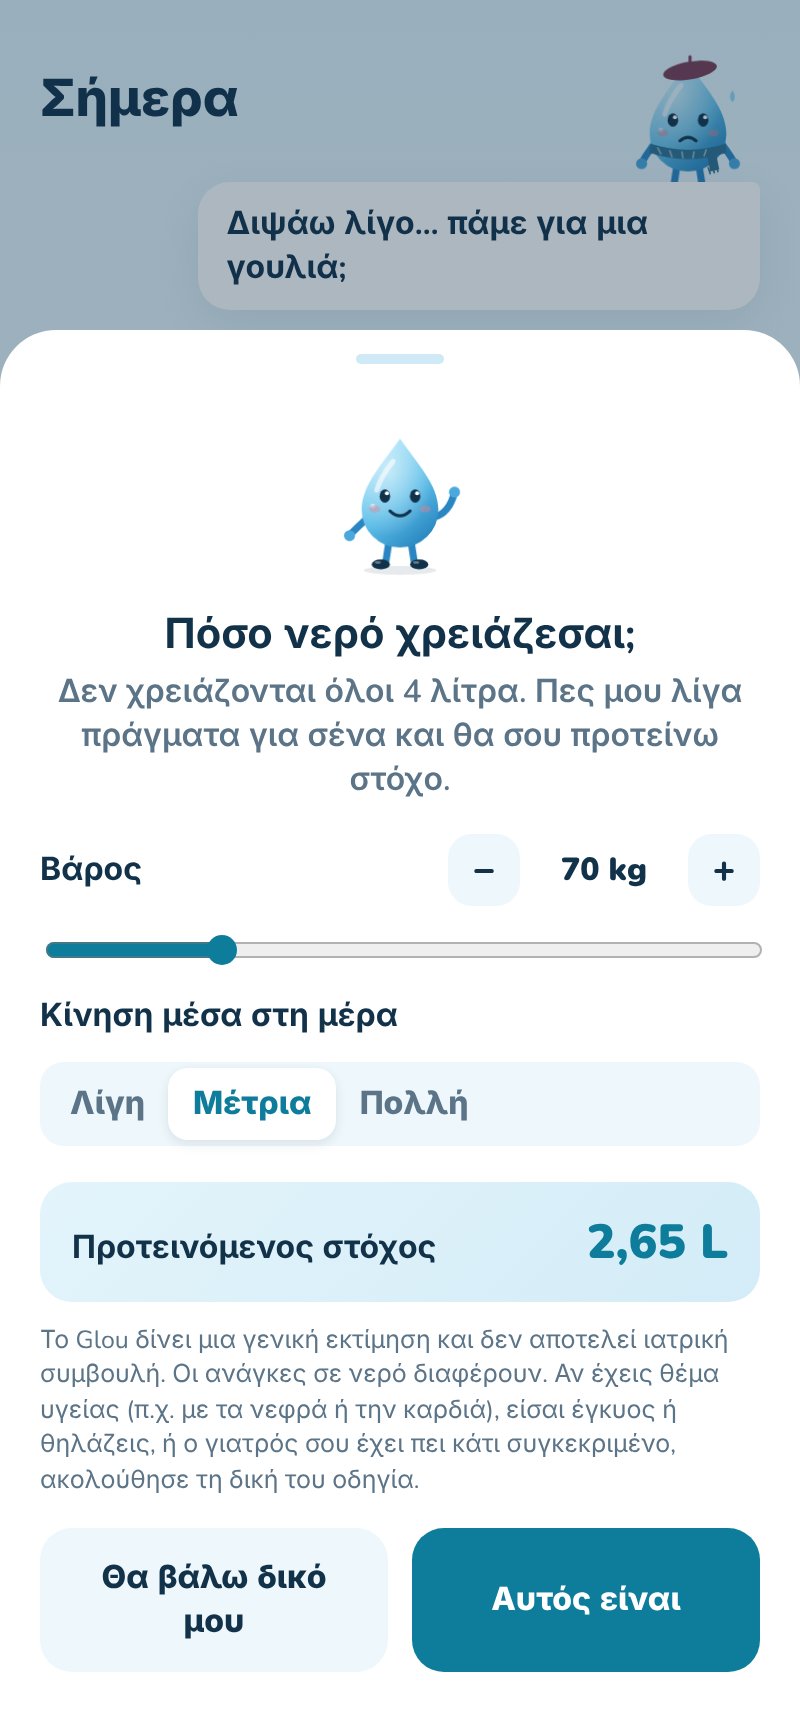 Σήμερα
Διψάω λίγο... πάμε για μια
γουλιά;
Πόσο νερό χρειάζεσαι;
Δεν χρειάζονται όλοι 4 λίτρα. Πες μου λίγα
πράγματα για σένα και θα σου προτείνω
στόχο.
Βάρος
− 70 kg +
Κίνηση μέσα στη μέρα
Λίγη Μέτρια Πολλή
Προτεινόμενος στόχος 2,65 L
Το Glou δίνει μια γενική εκτίμηση και δεν αποτελεί ιατρική
συμβουλή. Οι ανάγκες σε νερό διαφέρουν. Αν έχεις θέμα
υγείας (π.χ. με τα νεφρά ή την καρδιά), είσαι έγκυος ή
θηλάζεις, ή ο γιατρός σου έχει πει κάτι συγκεκριμένο,
ακολούθησε τη δική του οδηγία.
Θα βάλω δικό
μου
Αυτός είναι